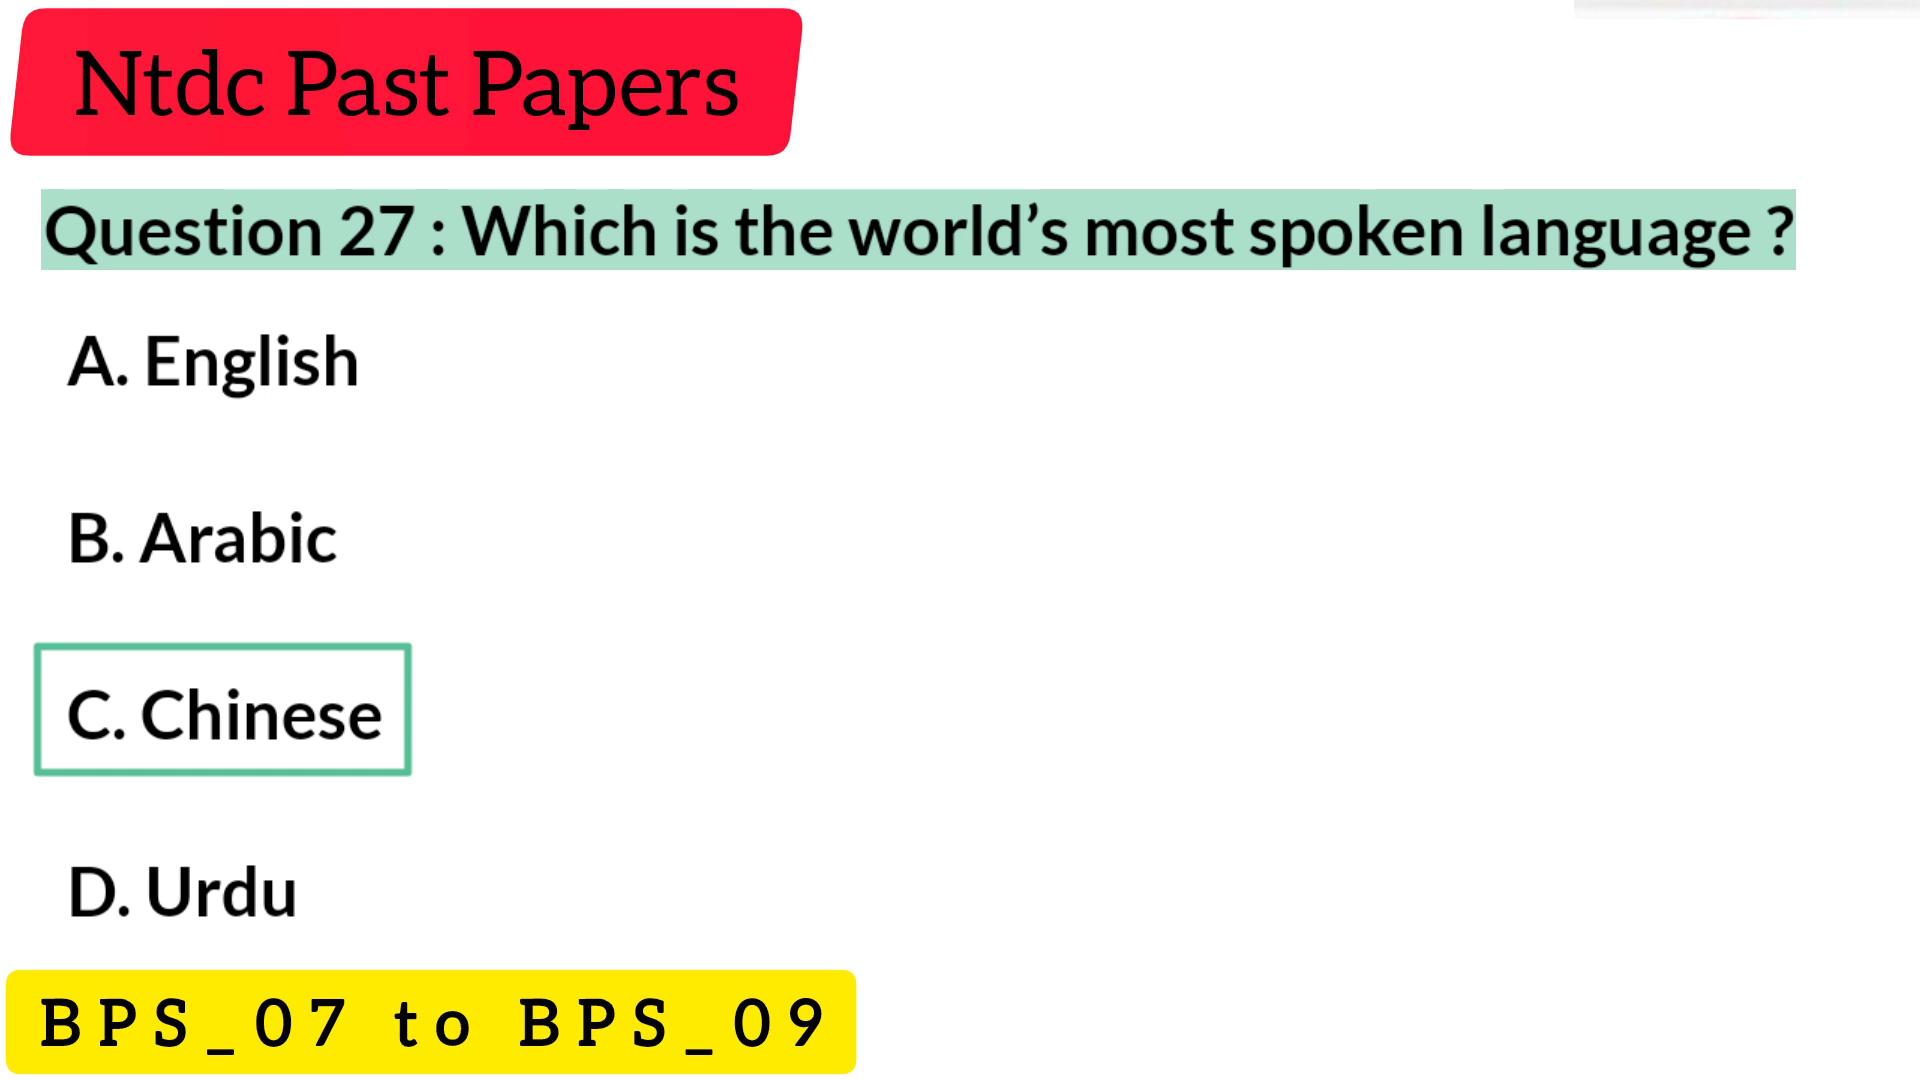 Ntdc Past Papers
Question 27 : Which is the world’s most spoken language ?
A. English
B. Arabic
C. Chinese
D. Urdu
BPS_07 to BPS_09